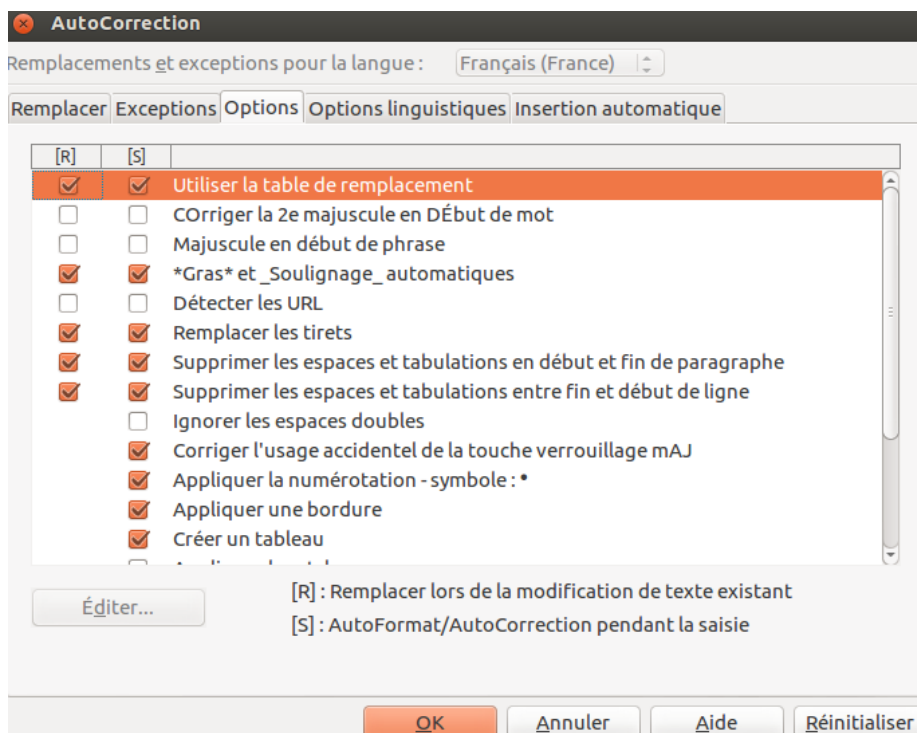 AutoCorrection
Remplacements et exceptions pour la langue : Français (France)
Remplacer Exceptions Options Options linguistiques Insertion automatique
[R] [S]
Utiliser la table de remplacement
COrriger la 2e majuscule en DÉbut de mot
Majuscule en début de phrase
*Gras* et _Soulignage_ automatiques
Détecter les URL
Remplacer les tirets
Supprimer les espaces et tabulations en début et fin de paragraphe
Supprimer les espaces et tabulations entre fin et début de ligne
Ignorer les espaces doubles
Corriger l'usage accidentel de la touche verrouillage mAJ
Appliquer la numérotation - symbole : •
Appliquer une bordure
Créer un tableau
Éditer...
[R] : Remplacer lors de la modification de texte existant
[S] : AutoFormat/AutoCorrection pendant la saisie
OK Annuler Aide Réinitialiser